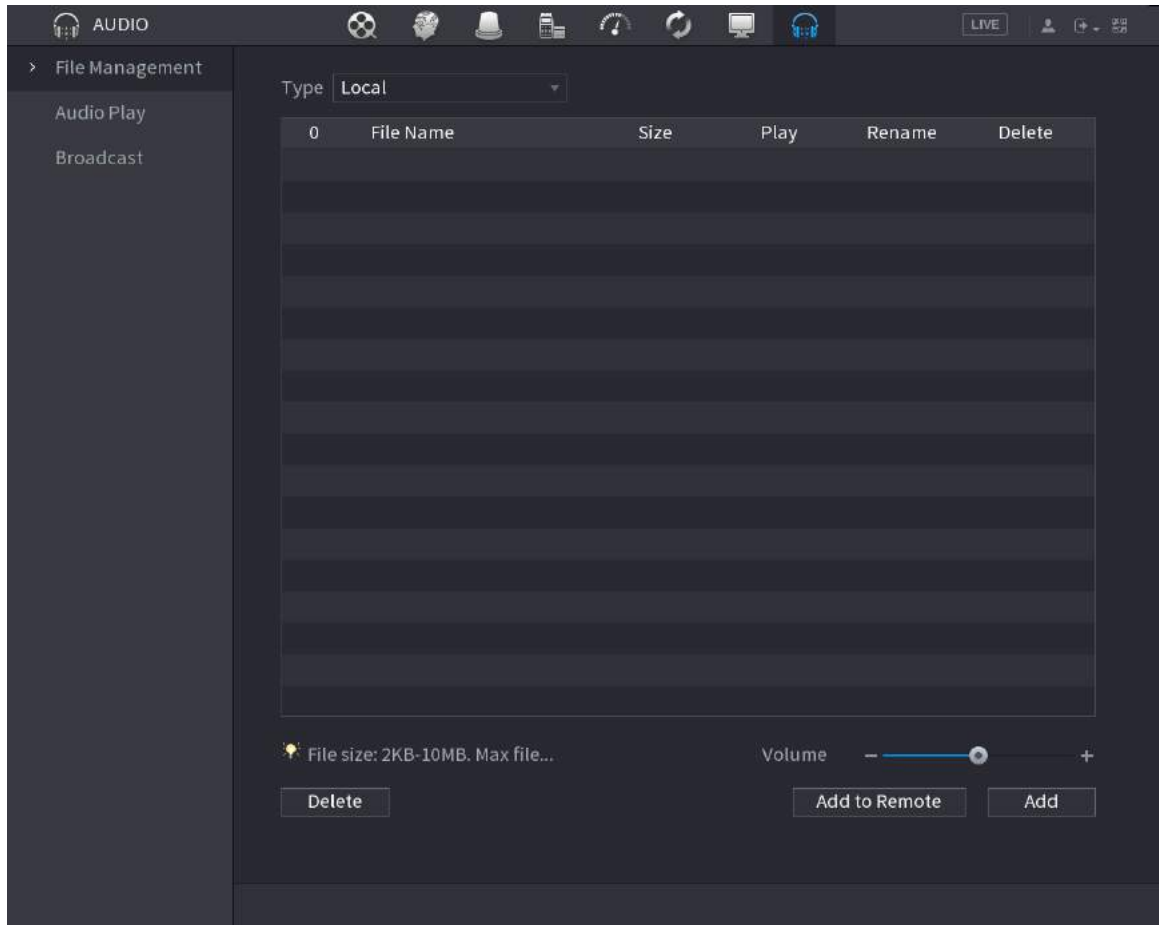 AUDIO LIVE
File Management
Audio Play
Broadcast
Type Local
0 File Name Size Play Rename Delete
File size: 2KB-10MB. Max file... Volume - +
Delete Add to Remote Add